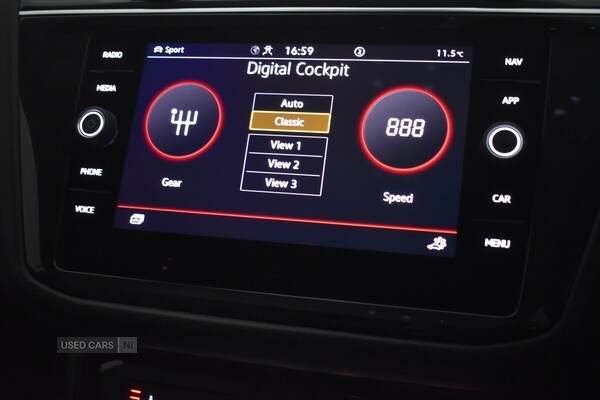 RADIO
MEDIA
PHONE
VOICE
Sport
16:59
2
11.5°C
Digital Cockpit
Auto
Classic
View 1
View 2
View 3
Gear
888
Speed
NAV
APP
CAR
MENU
USED CARS NI